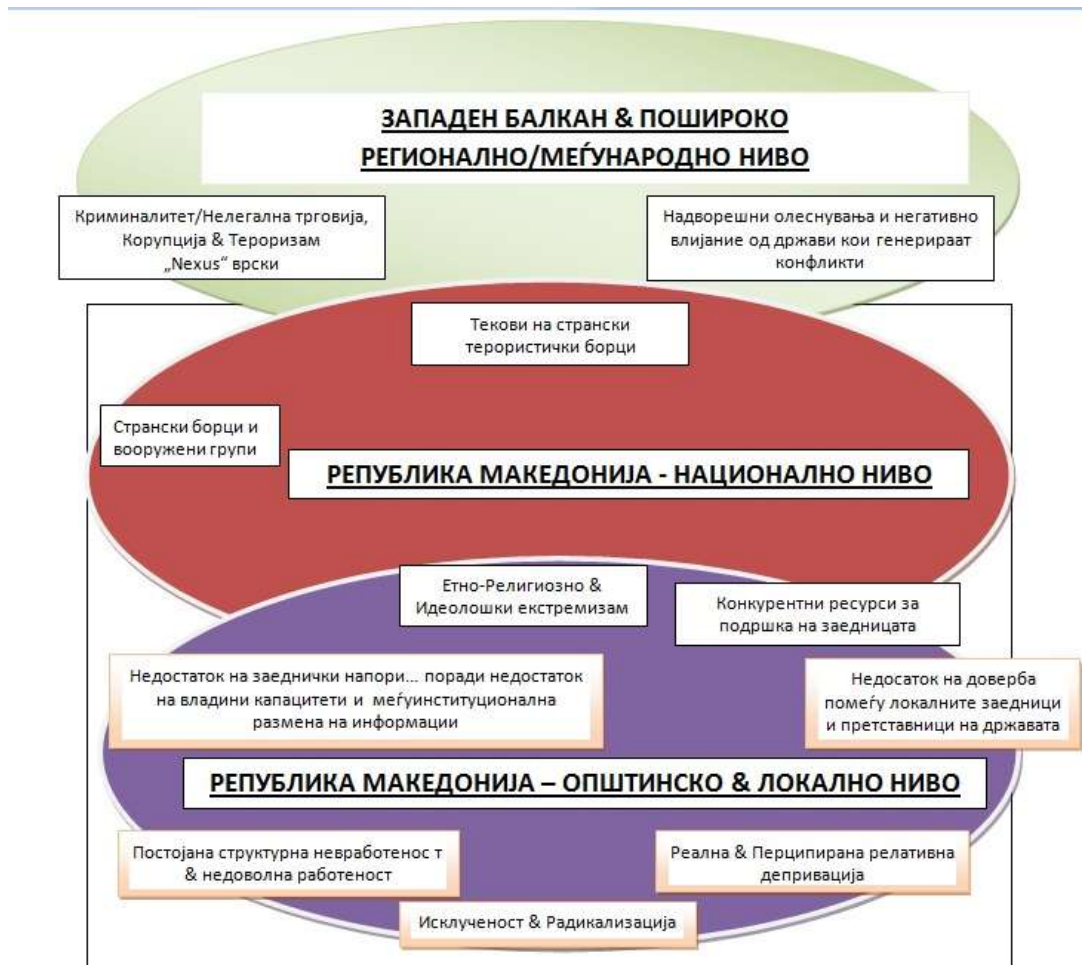 ЗАПАДЕН БАЛКАН & ПОШИРОКО
РЕГИОНАЛНО/МЕЃУНАРОДНО НИВО
Криминалитет/Нелегална трговија,
Корупција & Тероризам
„Nexus“ врски
Надворешни олеснувања и негативно
влијание од држави кои генерираат
конфликти
Текови на странски
терористички борци
Странски борци и
вооружени групи
РЕПУБЛИКА МАКЕДОНИЈА - НАЦИОНАЛНО НИВО
Етно-Религиозно &
Идеолошки екстремизам
Конкурентни ресурси за
подршка на заедницата
Недостаток на заеднички напори... поради недостаток
на владини капацитети и меѓуинституционална
размена на информации
Недосаток на доверба
помеѓу локалните заедници
и претставници на државата
РЕПУБЛИКА МАКЕДОНИЈА – ОПШТИНСКО & ЛОКАЛНО НИВО
Постојана структурна невработенос т
& недоволна работеност
Реална & Перципирана релативна
депривација
Исклученост & Радикализација